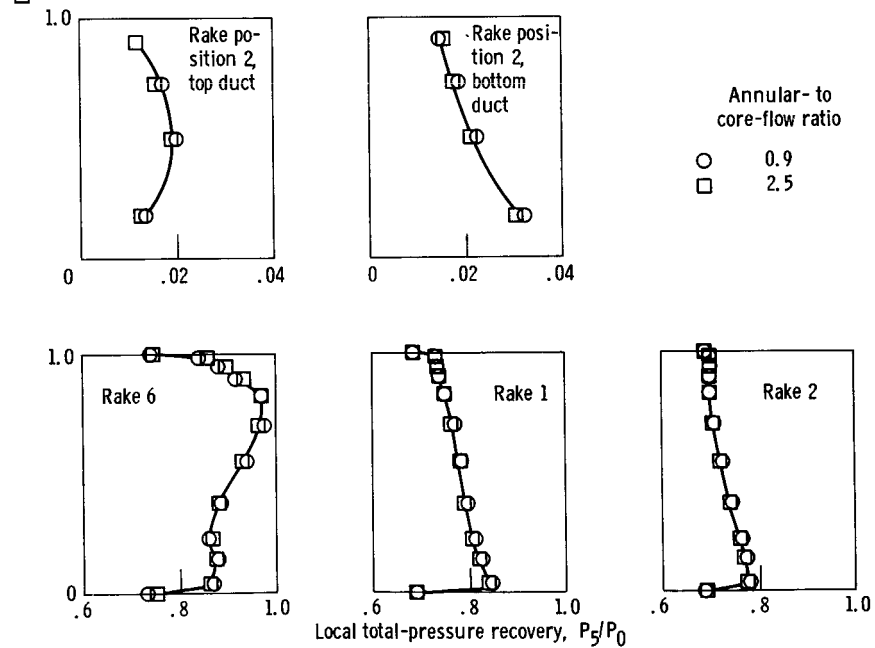 1.0
Rake po-
sition 2,
top duct
0 .02 .04
Rake posi-
tion 2,
bottom
duct
0 .02 .04
Annular- to
core-flow ratio
0.9
2.5
1.0
0
Rake 6
.6 .8 1.0
Rake 1
.6 .8 1.0
Rake 2
.6 .8 1.0
Local total-pressure recovery, P5/P0